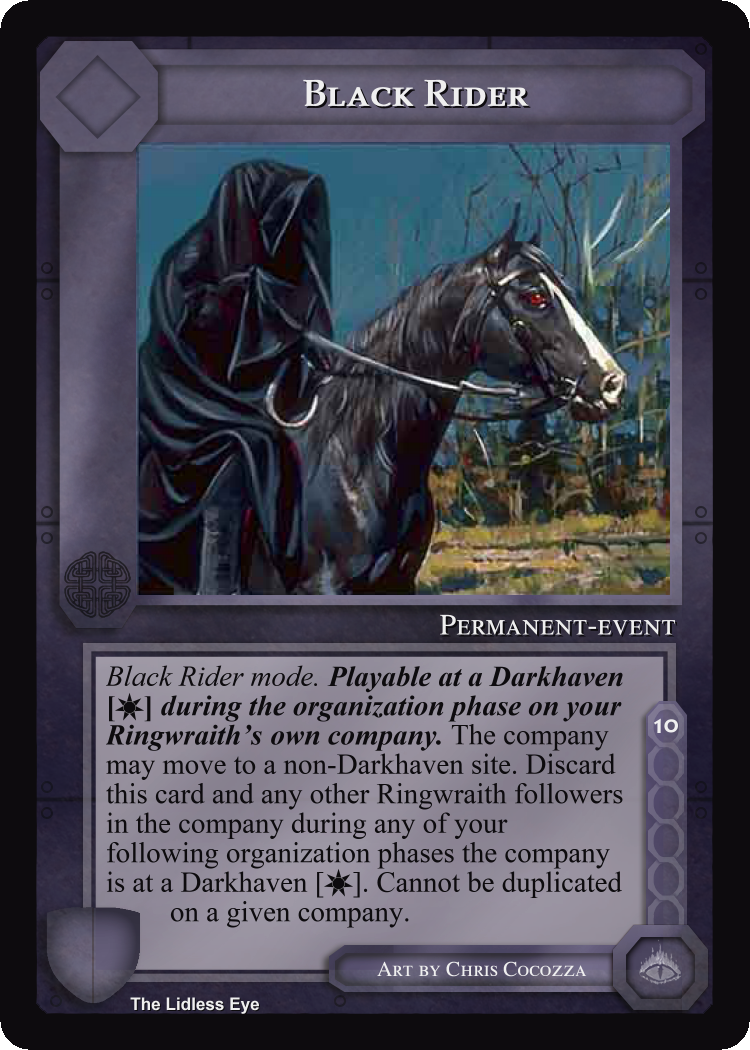 Black Rider
Permanent-event
Black Rider mode. Playable at a Darkhaven
[✷] during the organization phase on your
Ringwraith's own company. The company
may move to a non-Darkhaven site. Discard
this card and any other Ringwraith followers
in the company during any of your
following organization phases the company
is at a Darkhaven [✷]. Cannot be duplicated
on a given company.
10
Art by Chris Cocozza
The Lidless Eye